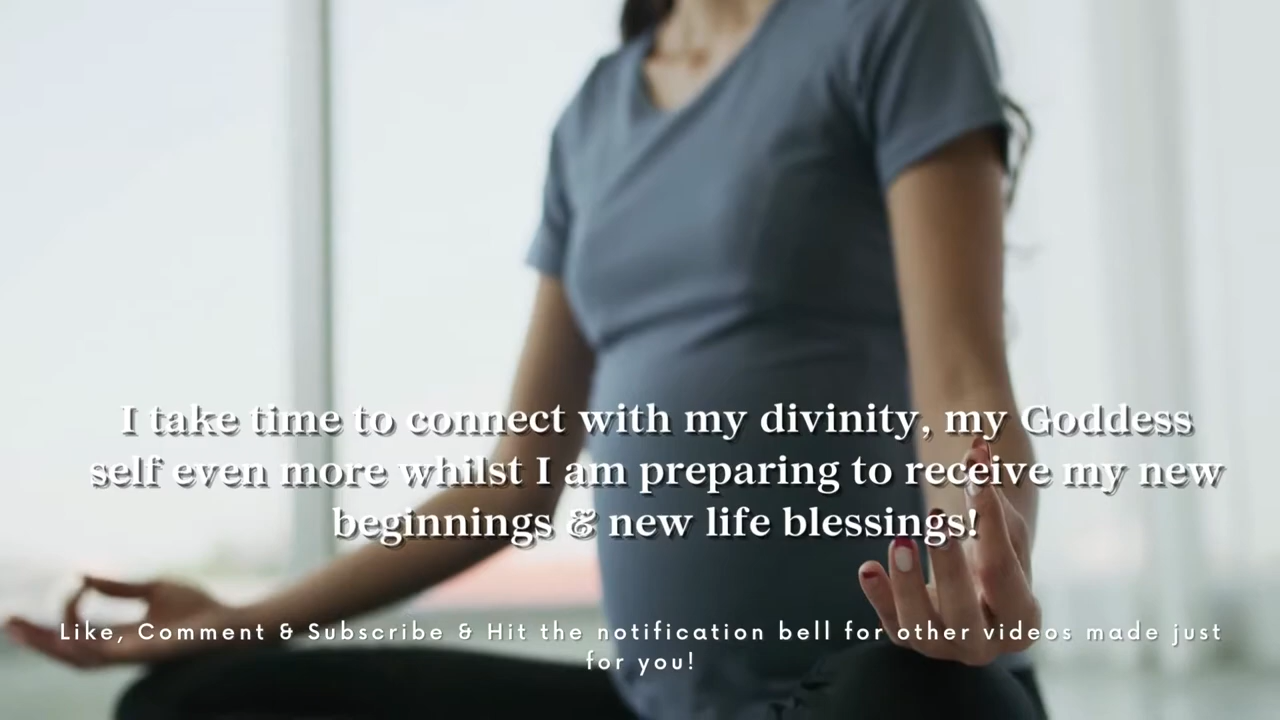 I take time to connect with my divinity, my Goddess
self even more whilst I am preparing to receive my new
beginnings & new life blessings!
Like, Comment & Subscribe & Hit the notification bell for other videos made just
for you!